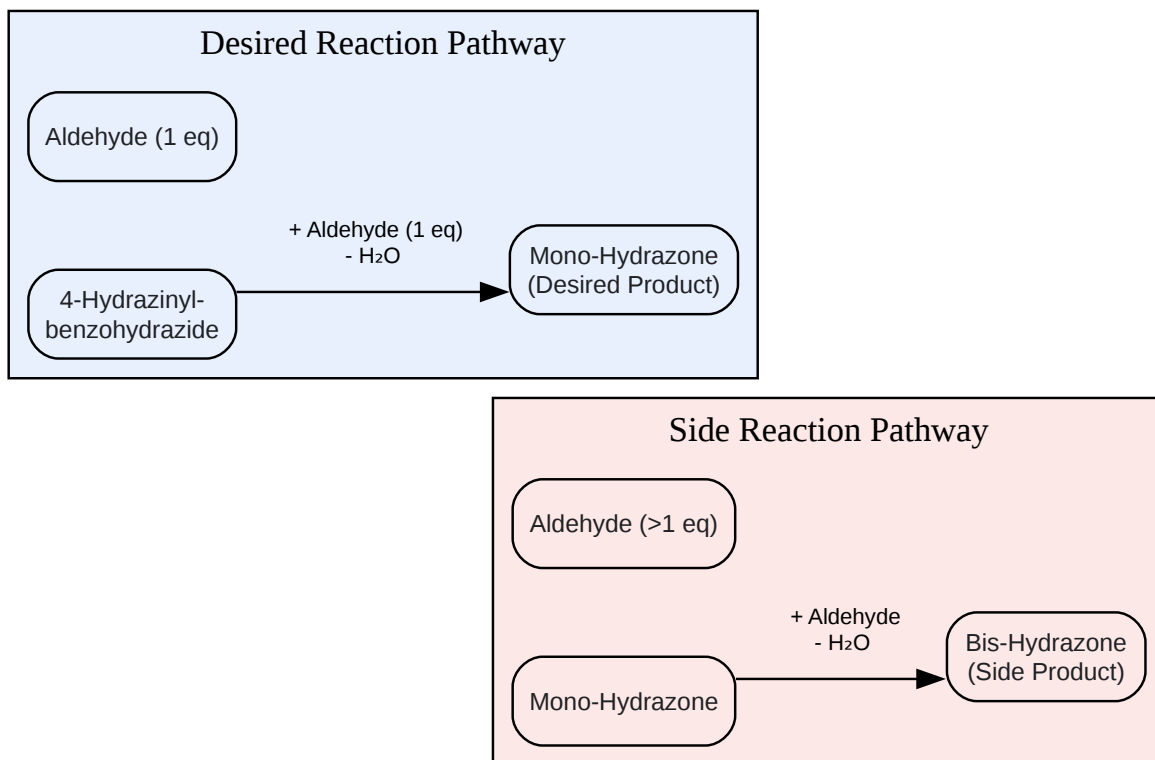 Desired Reaction Pathway
Aldehyde (1 eq)
+ Aldehyde (1 eq)
- H₂O
Mono-Hydrazone
(Desired Product)
4-Hydrazinyl-
benzohydrazide
Side Reaction Pathway
Aldehyde (>1 eq)
+ Aldehyde
- H₂O
Bis-Hydrazone
(Side Product)
Mono-Hydrazone